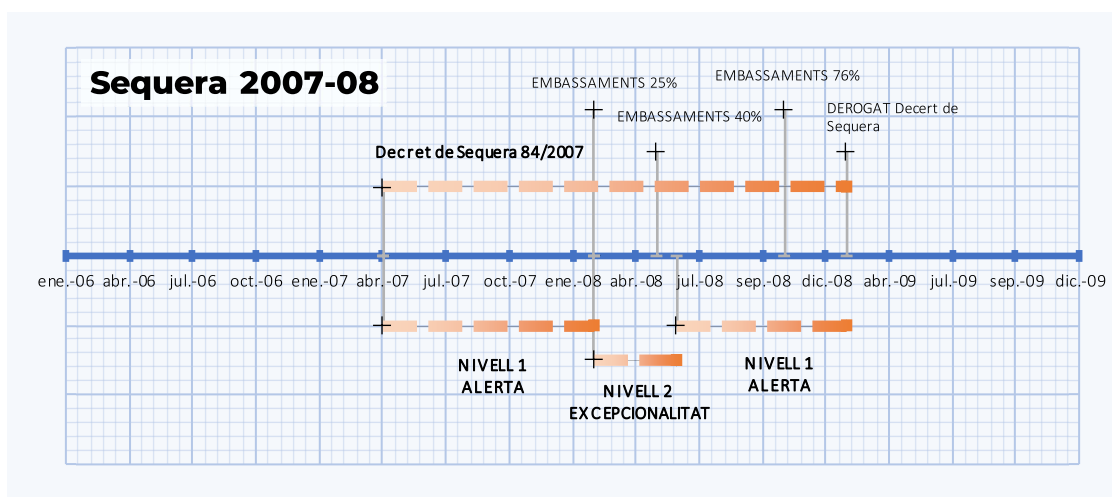 Sequera 2007-08
EMBASSAMENTS 25%
EMBASSAMENTS 76%
EMBASSAMENTS 40%
DEROGAT Decert de
Sequera
Decret de Sequera 84/2007
ene.-06 abr.-06 jul.-06 oct.-06 ene.-07 abr.-07 jul.-07 oct.-07 ene.-08 abr.-08 jul.-08 sep.-08 dic.-08 abr.-09 jul.-09 sep.-09 dic.-09
NIVELL 1
ALERTA
NIVELL 2
EXCEPCIONALITAT
NIVELL 1
ALERTA